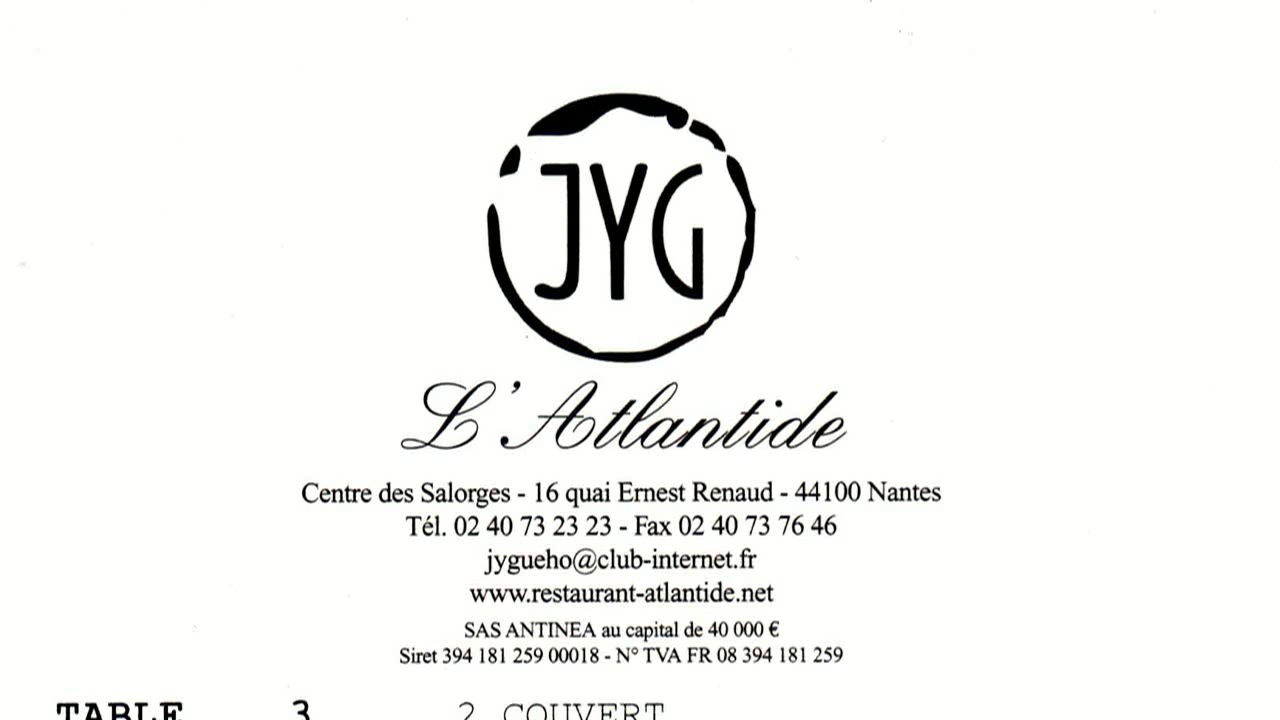 JYG
L'Atlantide
Centre des Salorges - 16 quai Ernest Renaud - 44100 Nantes
Tél. 02 40 73 23 23 - Fax 02 40 73 76 46
jygueho@club-internet.fr
www.restaurant-atlantide.net
SAS ANTINEA au capital de 40 000 €
Siret 394 181 259 00018 - N° TVA FR 08 394 181 259
TABLE 3 2 COUVERT